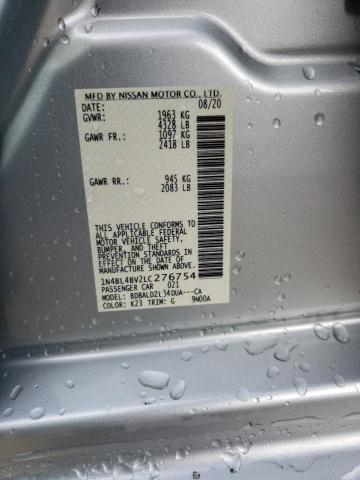 MFD BY NISSAN MOTOR CO., LTD.
DATE: 08/20
GVWR: 1963 KG
4328 LB
GAWR FR: 1097 KG
2418 LB
GAWR RR: 945 KG
2083 LB
THIS VEHICLE CONFORMS TO ALL
APPLICABLE FEDERAL MOTOR
VEHICLE SAFETY, BUMPER, AND THEFT
PREVENTION STANDARDS
IN EFFECT ON THE DATE OF
MANUFACTURE SHOWN ABOVE.
1N4BL4BV2LC276754
PASSENGER CAR 021
MODEL: BDBALDZL34DUA---CA
COLOR: K23 TRIM: G 9N00A